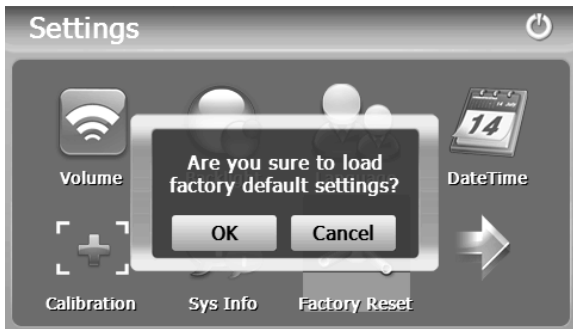 Settings
14
Volume
DateTime
Are you sure to load
factory default settings?
OK
Cancel
Calibration
Sys Info
Factory Reset